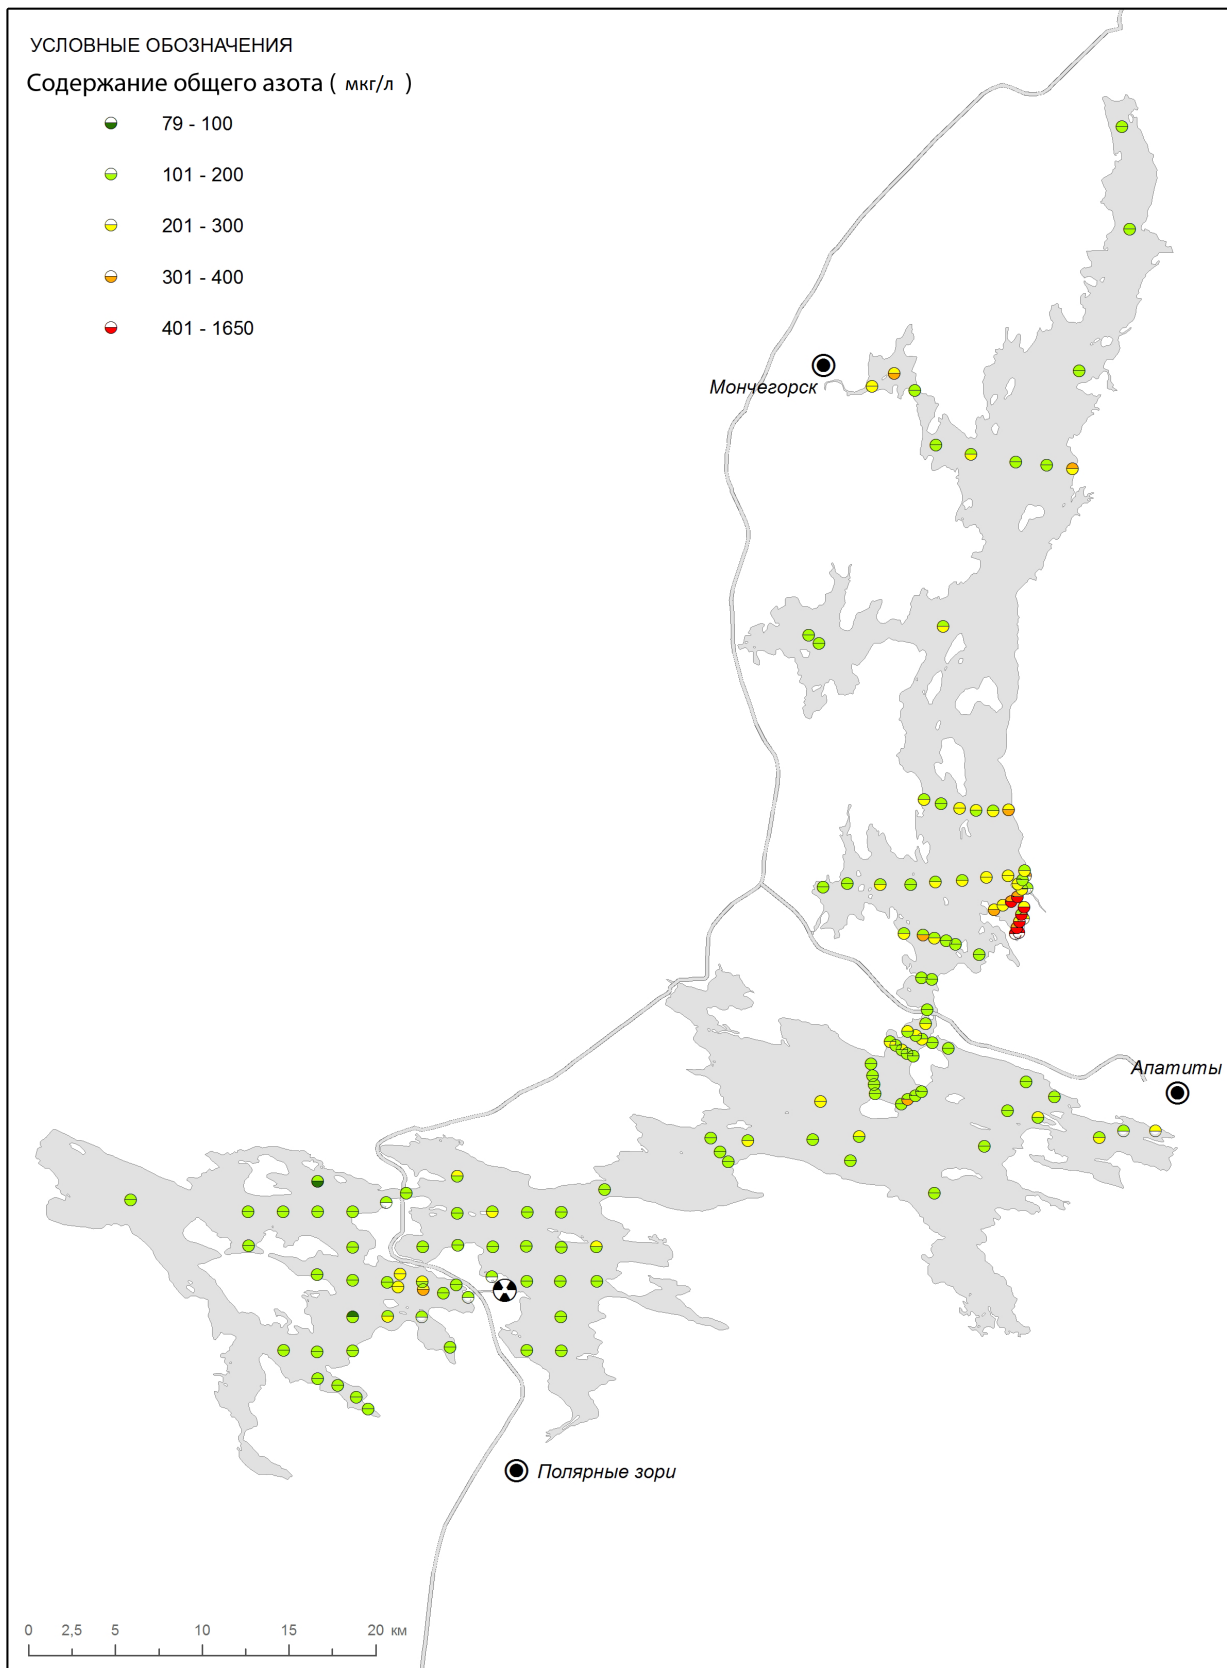 УСЛОВНЫЕ ОБОЗНАЧЕНИЯ
Содержание общего азота ( мкг/л )
79 - 100
101 - 200
201 - 300
301 - 400
401 - 1650
Мончегорск
Апатиты
Полярные зори
0 2,5 5 10 15 20 км